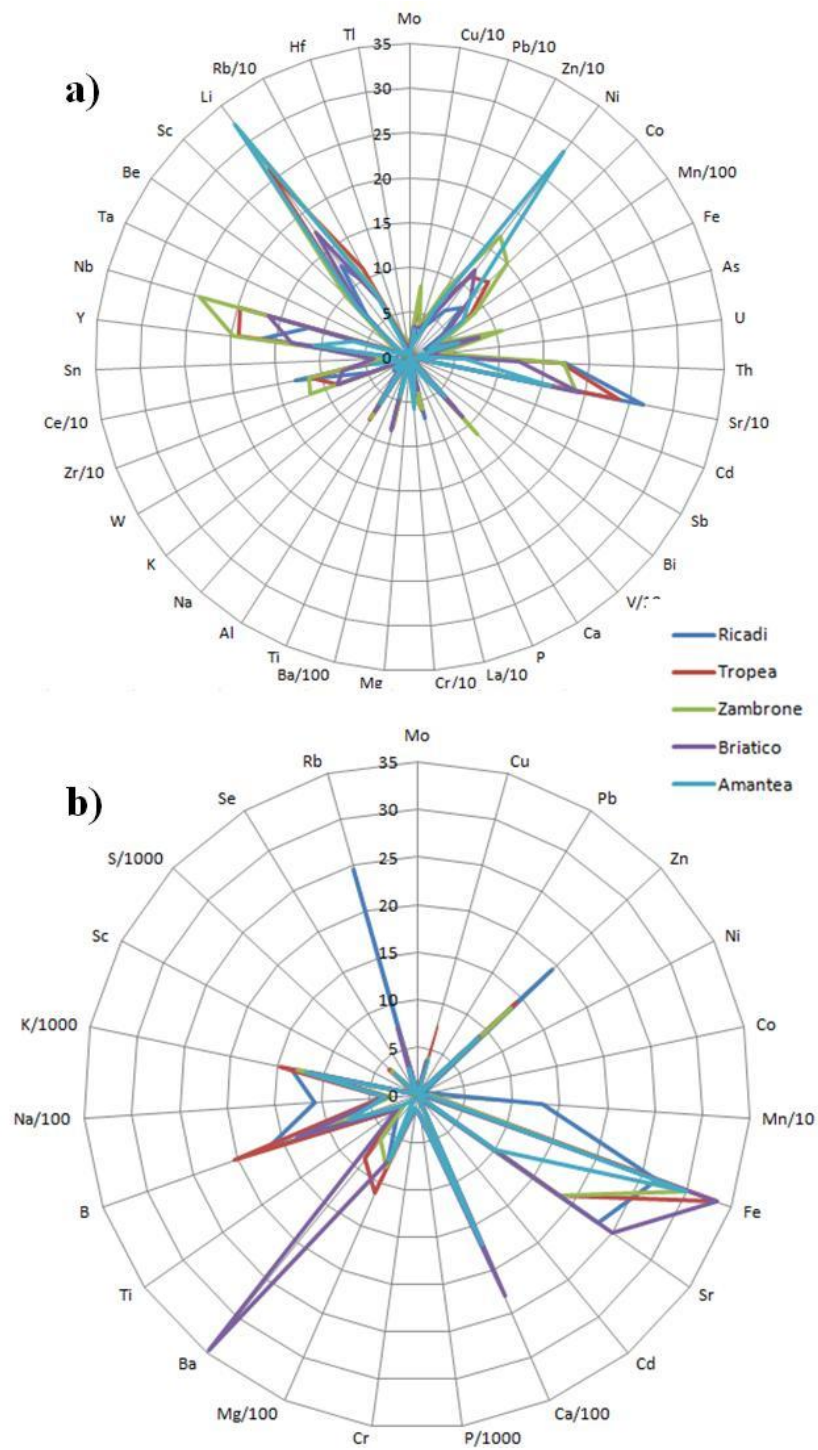 a)
Mo
Cu/10
Pb/10
Zn/10
Ni
Co
Mn/100
Fe
As
U
Th
Sr/10
Cd
Sb
Bi
Ca
P
La/10
Cr/10
Mg
Ba/100
Ti
Al
Na
K
W
Zr/10
Ce/10
Sn
Y
Nb
Ta
Be
Sc
Li
Rb/10
Hf
Tl
35
30
25
20
15
10
5
0
Ricadi
Tropea
Zambrone
Briatico
Amantea
b)
Mo
Cu
Pb
Zn
Ni
Co
Mn/10
Fe
Sr
Cd
Ca/100
P/1000
Cr
Mg/100
Ba
Ti
B
Na/100
K/1000
Sc
S/1000
Se
Rb
35
30
25
20
15
10
5
0